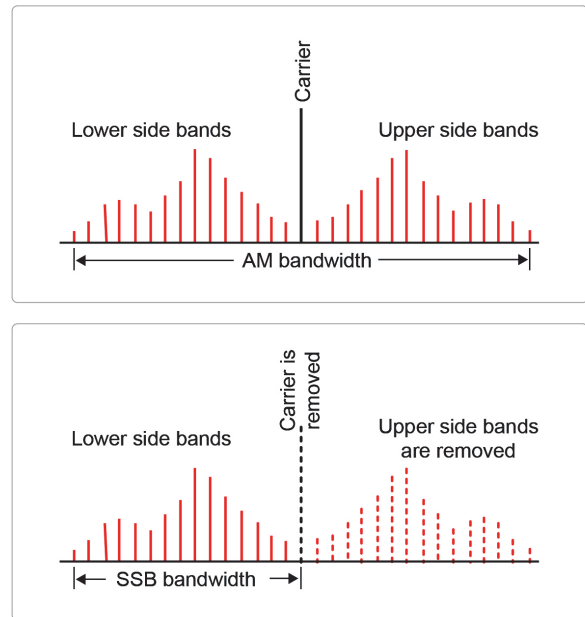 Carrier
Lower side bands
Upper side bands
AM bandwidth
Carrier is
removed
Lower side bands
Upper side bands
are removed
SSB bandwidth